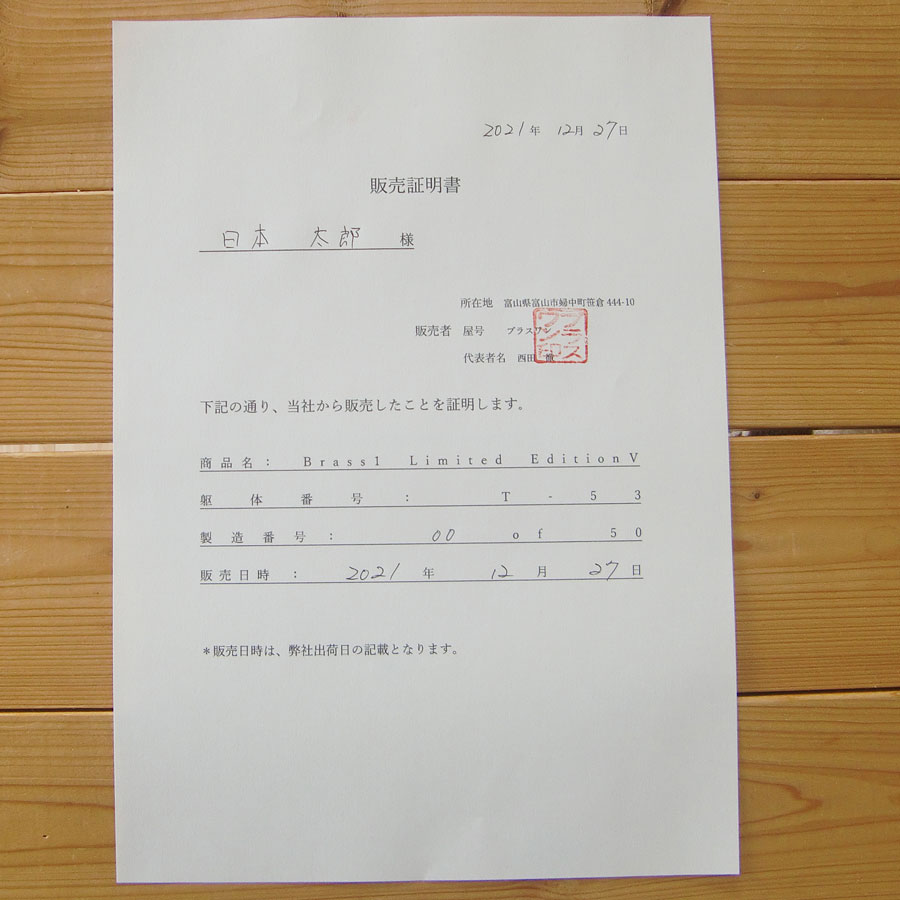 2021年 12月 27日
販売証明書
日本 太郎 様
所在地 富山県富山市婦中町笹倉 444-10
販売者 屋号 ブラスワン
代表者名 西田
下記の通り、当社から販売したことを証明します。
商品名： Brass1 Limited EditionV
躯体番号： T-53
製造番号： 00 of 50
販売日時： 2021 年 12 月 27 日
＊販売日時は、弊社出荷日の記載となります。